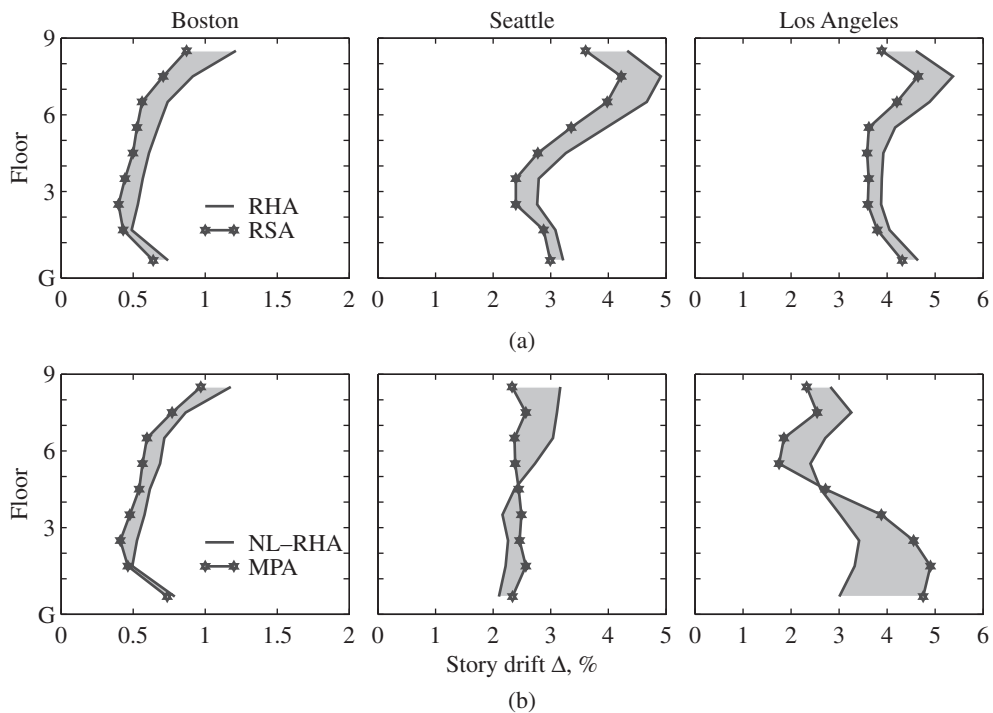 Boston
Seattle
Los Angeles
9
6
3
G
Floor
RHA
RSA
0 0.5 1 1.5 2
0 1 2 3 4 5 6
0 1 2 3 4 5 6
(a)
9
6
3
G
Floor
NL–RHA
MPA
0 0.5 1 1.5 2
0 1 2 3 4 5 6
0 1 2 3 4 5 6
Story drift Δ, %
(b)